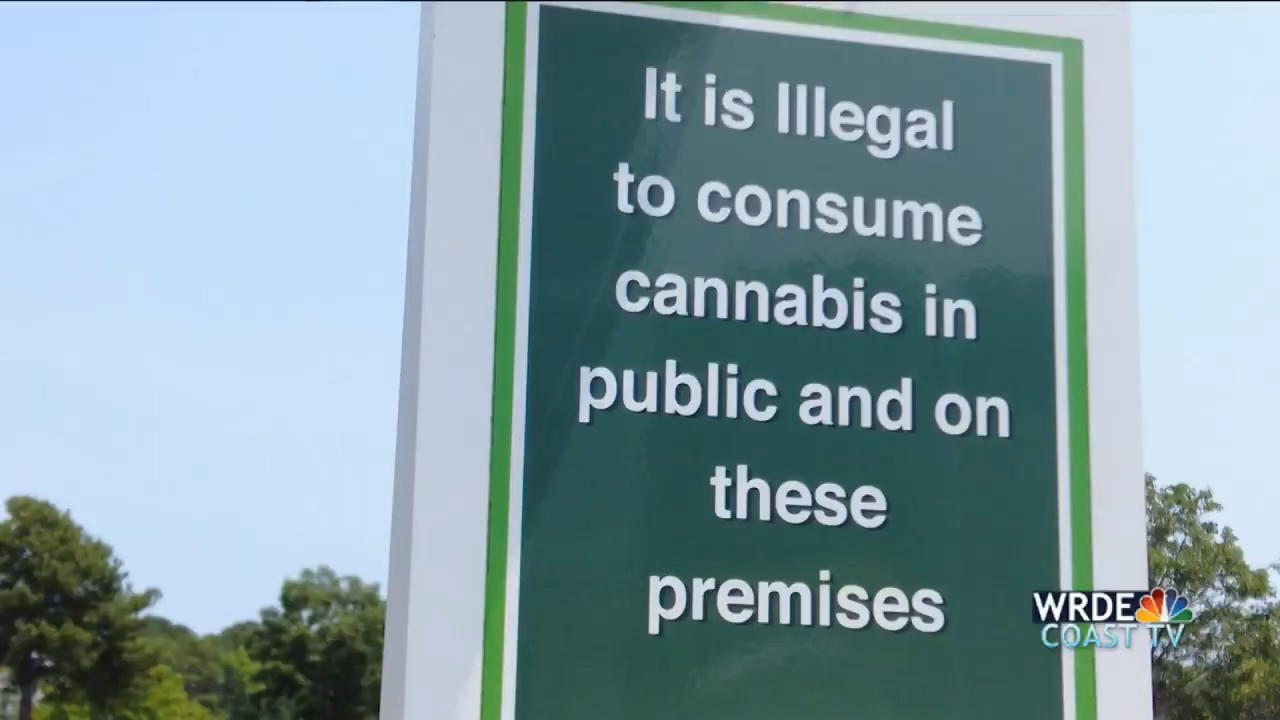 It is Illegal
to consume
cannabis in
public and on
these
premises
WRDE
COAST TV